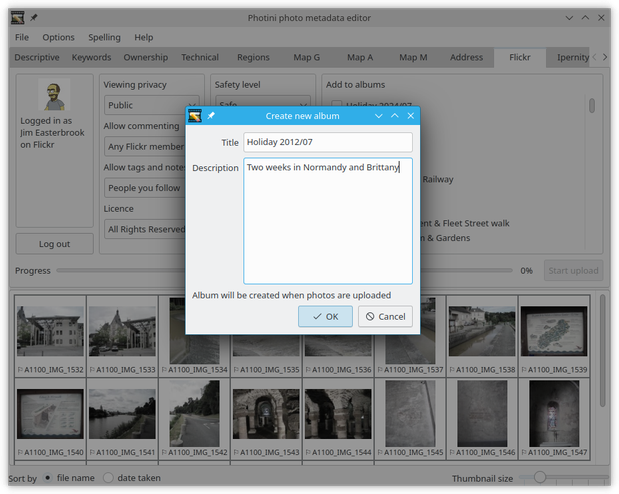 Photini photo metadata editor
File Options Spelling Help
Descriptive Keywords Ownership Technical Regions Map G Map A Map M Address Flickr Ipernity
Logged in as
Jim Easterbrook
on Flickr
Log out
Viewing privacy
Public
Allow commenting
Any Flickr member
Allow tags and note
People you follow
Licence
All Rights Reserved
Safety level
Safe
Add to albums
Holiday 2024/07
Railway
nt & Fleet Street walk
& Gardens
Create new album
Title Holiday 2012/07
Description Two weeks in Normandy and Brittany
Album will be created when photos are uploaded
OK Cancel
Progress 0% Start upload
A1100_IMG_1532 A1100_IMG_1533 A1100_IMG_1534 A1100_IMG_1535 A1100_IMG_1536 A1100_IMG_1537 A1100_IMG_1538 A1100_IMG_1539
A1100_IMG_1540 A1100_IMG_1541 A1100_IMG_1542 A1100_IMG_1543 A1100_IMG_1544 A1100_IMG_1545 A1100_IMG_1546 A1100_IMG_1547
Sort by file name date taken Thumbnail size